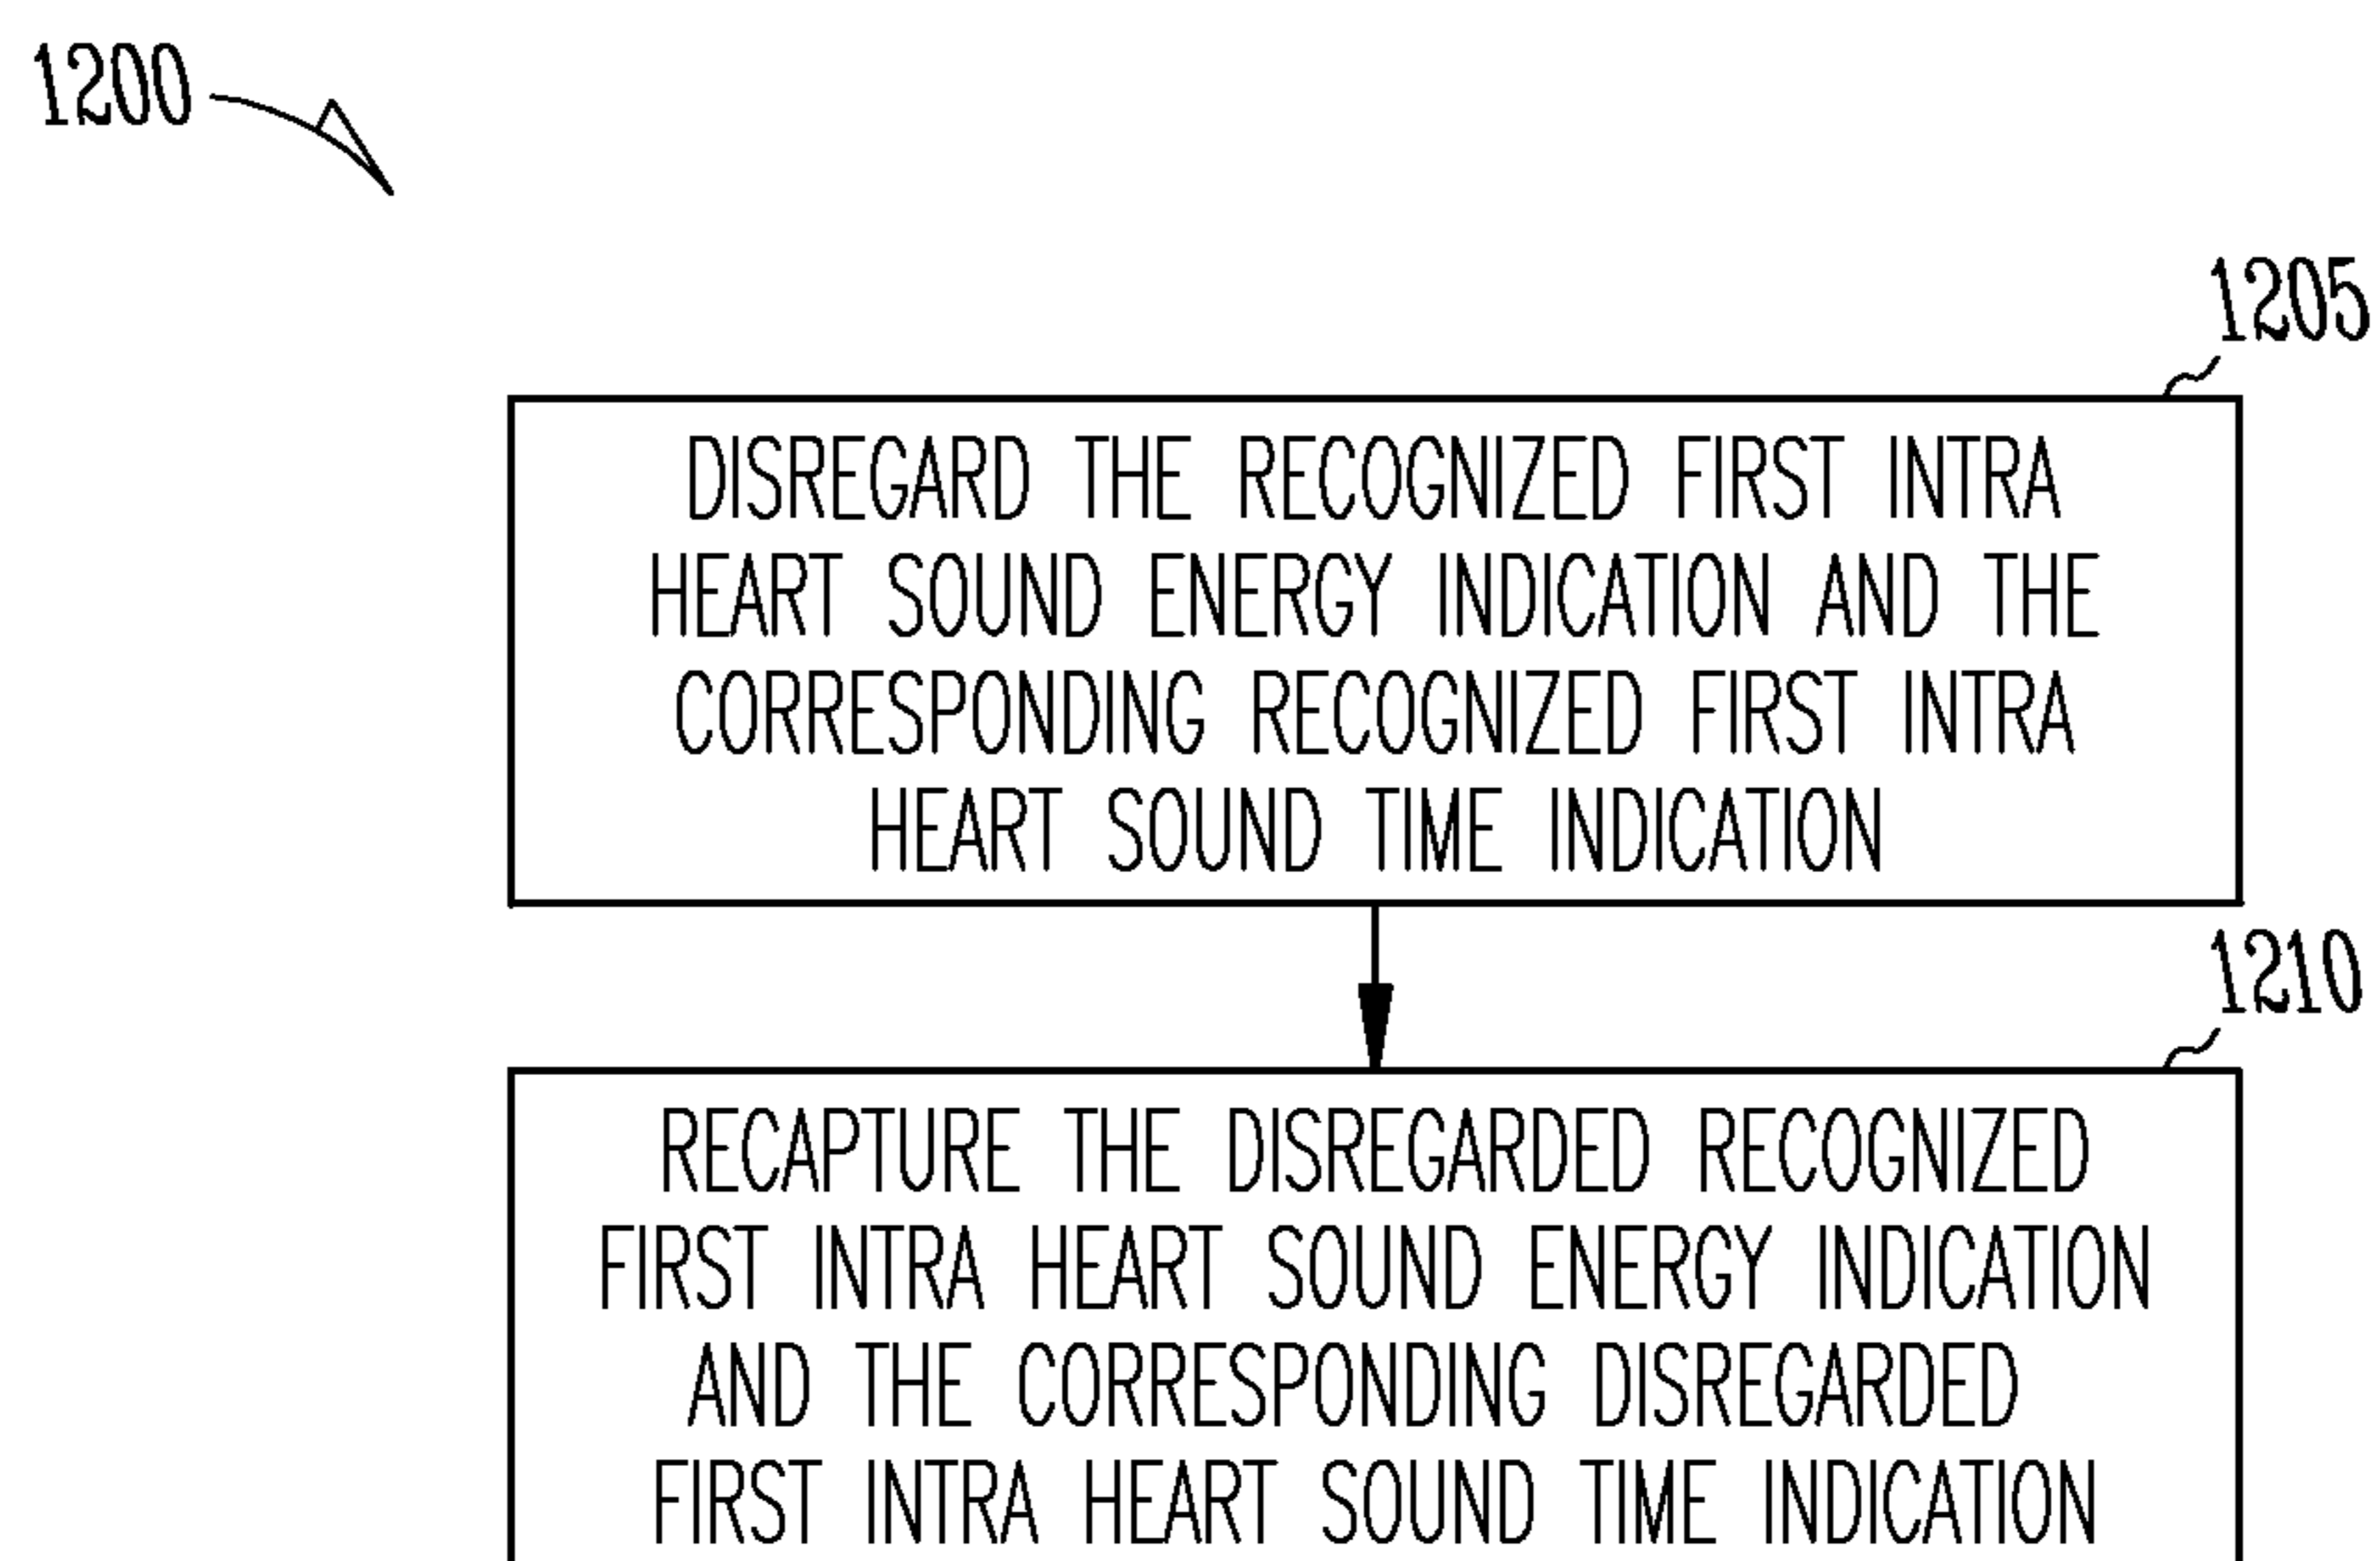 1200
1205
DISREGARD THE RECOGNIZED FIRST INTRA
HEART SOUND ENERGY INDICATION AND THE
CORRESPONDING RECOGNIZED FIRST INTRA
HEART SOUND TIME INDICATION
1210
RECAPTURE THE DISREGARDED RECOGNIZED
FIRST INTRA HEART SOUND ENERGY INDICATION
AND THE CORRESPONDING DISREGARDED
FIRST INTRA HEART SOUND TIME INDICATION